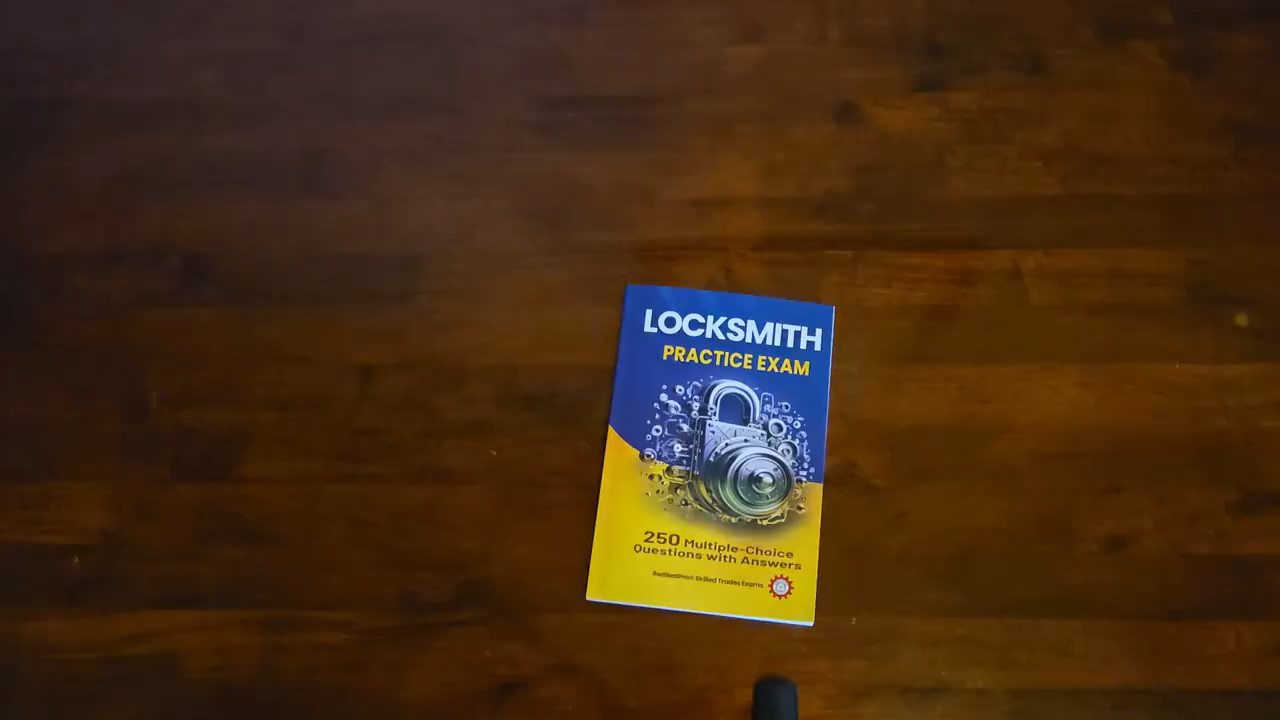 LOCKSMITH
PRACTICE EXAM
250 Multiple-Choice
Questions with Answers
Skilled Trades Exams